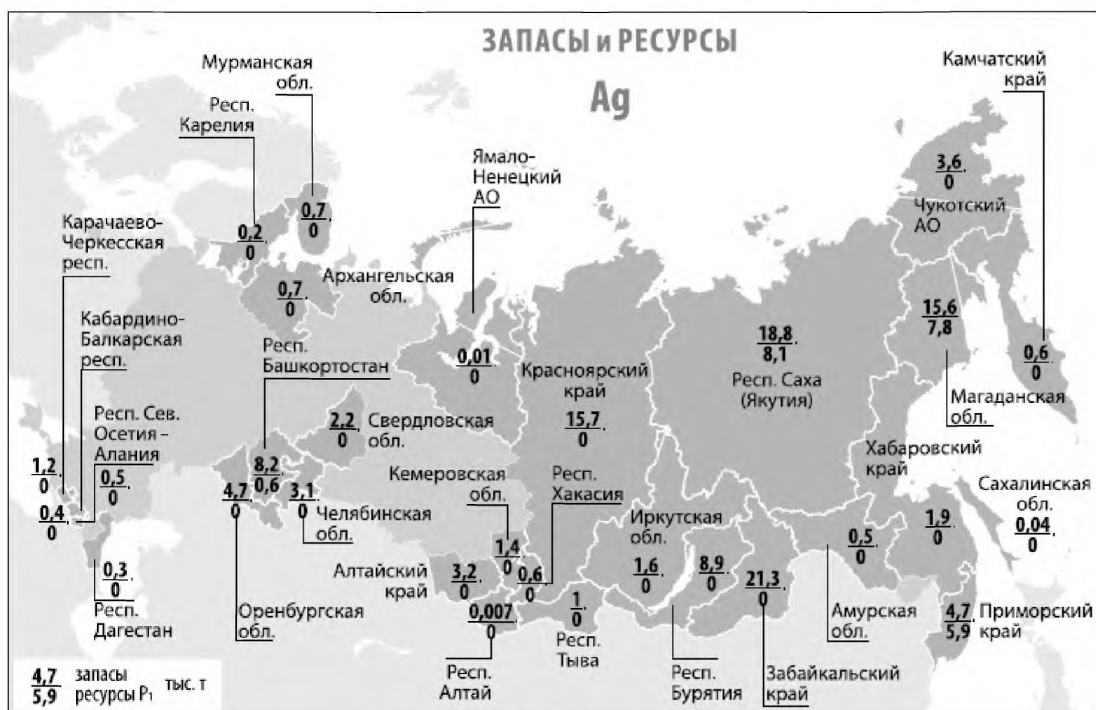 ЗАПАСЫ и РЕСУРСЫ
Ag
Мурманская
обл.
Респ.
Карелия
Камчатский
край
Ямало-
Ненецкий
АО
3,6
0
Чукотский
АО
Карачаево-
Черкесская
респ.
0,7
0
0,2
0
Архангельская
обл.
0,7
0
Кабардино-
Балкарская
респ.
Респ.
Башкортостан
0,01
0
Красноярский
край
15,7
0
18,8
8,1
Респ. Саха
(Якутия)
15,6
7,8
0,6
0
Магаданская
обл.
Респ. Сев.
Осетия –
Алания
2,2
0
Свердловская
обл.
Хабаровский
край
1,2
0
0,5
0
8,2
0,6
4,7
0
3,1
0
Челябинская
обл.
Кемеровская
обл.
Респ.
Хакасия
Сахалинская
обл.
0,04
0
0,4
0
Иркутская
обл.
1,9
0
0,3
0
Респ.
Дагестан
Оренбургская
обл.
Алтайский
край
3,2
0
1,4
0
0,6
0
1,6
0
8,9
0
21,3
0
0,5
0
0,007
0
1
0
Респ.
Тыва
Амурская
обл.
4,7
5,9
Приморский
край
Респ.
Алтай
Респ.
Бурятия
Забайкальский
край
4,7 запасы
5,9 ресурсы P₁
тыс. т